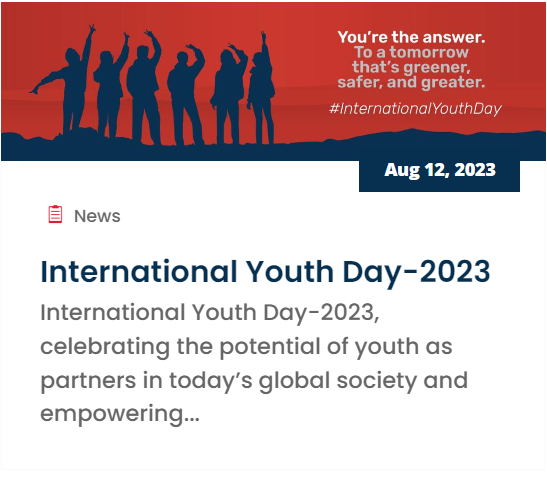 You're the answer.
To a tomorrow
that's greener,
safer, and greater.
#InternationalYouthDay
Aug 12, 2023
News
International Youth Day-2023
International Youth Day-2023,
celebrating the potential of youth as
partners in today's global society and
empowering...